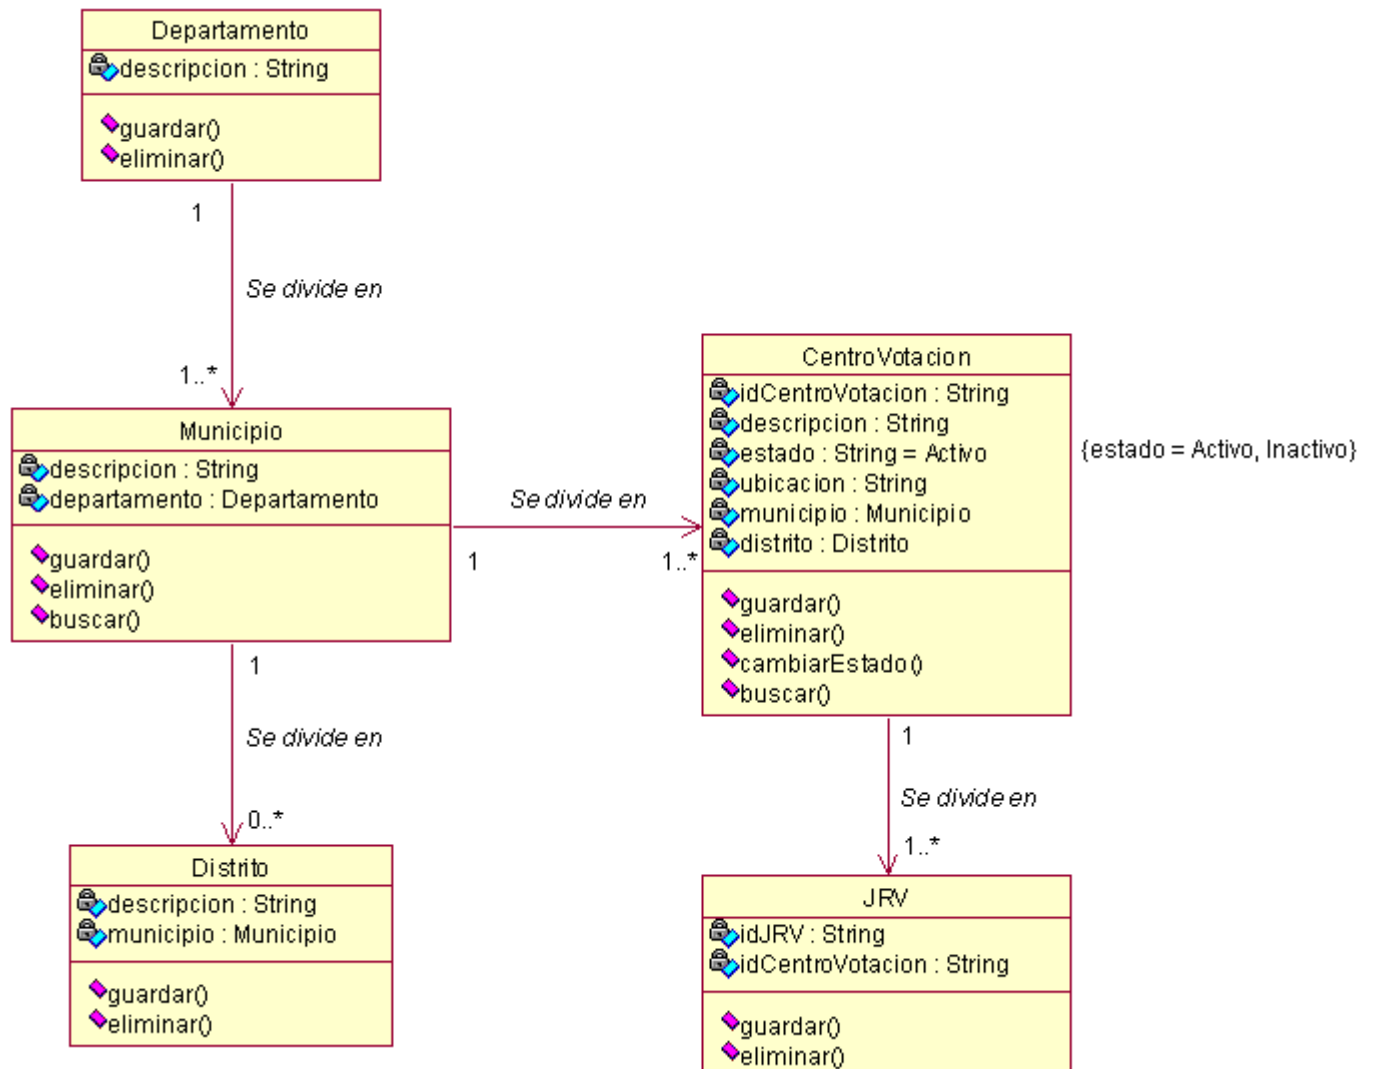 Departamento
descripcion : String
guardar()
eliminar()
1
Se divide en
1..*
Municipio
descripcion : String
departamento : Departamento
guardar()
eliminar()
buscar()
Se divide en
1
1..*
CentroVotacion
idCentroVotacion : String
descripcion : String
estado : String = Activo
ubicacion : String
municipio : Municipio
distrito : Distrito
guardar()
eliminar()
cambiarEstado()
buscar()
{estado = Activo, Inactivo}
1
Se divide en
0..*
Distrito
descripcion : String
municipio : Municipio
guardar()
eliminar()
1
Se divide en
1..*
JRV
idJRV : String
idCentroVotacion : String
guardar()
eliminar()